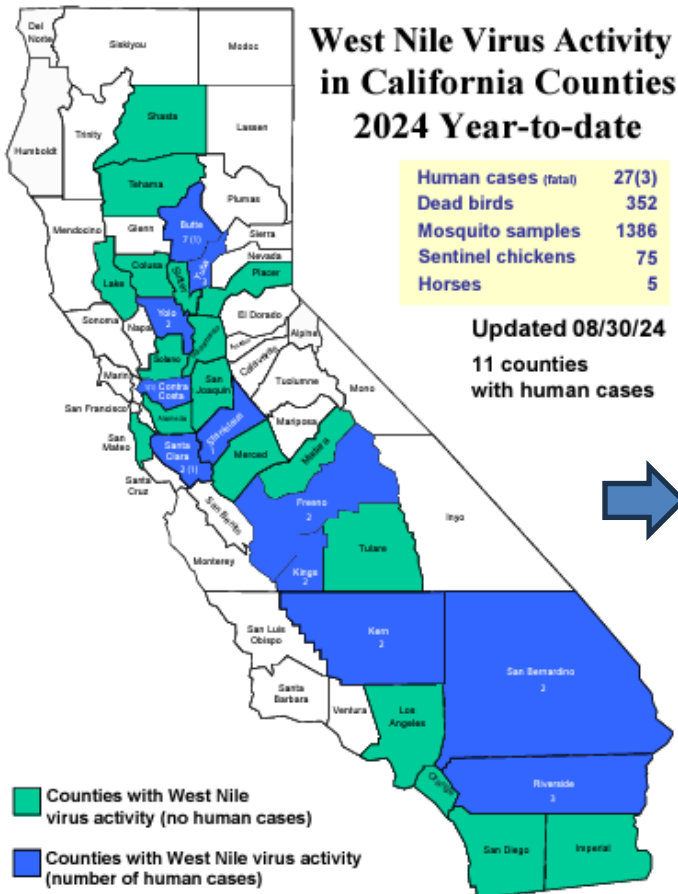 West Nile Virus Activity
in California Counties
2024 Year-to-date
Human cases (fatal) 27(3)
Dead birds 352
Mosquito samples 1386
Sentinel chickens 75
Horses 5
Updated 08/30/24
11 counties
with human cases
Del
Norte
Siskiyou
Modoc
Humboldt
Trinity
Shasta
Lassen
Tehama
Plumas
Mendocino
Glenn
Butte
7 (1)
Sierra
Nevada
Lake
Colusa
Sutter
Yuba
Placer
Sonoma
Napa
Yolo
2
El Dorado
Alpine
Solano
Sacramento
Calaveras
Marin
Contra
Costa
San
Joaquin
Tuolumne
Mono
San Francisco
Alameda
Stanislaus
Mariposa
San
Mateo
Santa
Clara
2 (1)
Merced
Madera
Santa
Cruz
San Benito
Fresno
2
Inyo
Monterey
Kings
2
Tulare
San Luis
Obispo
Kern
2
San Bernardino
2
Santa
Barbara
Ventura
Los
Angeles
Orange
Riverside
3
San Diego
Imperial
Counties with West Nile
virus activity (no human cases)
Counties with West Nile virus activity
(number of human cases)